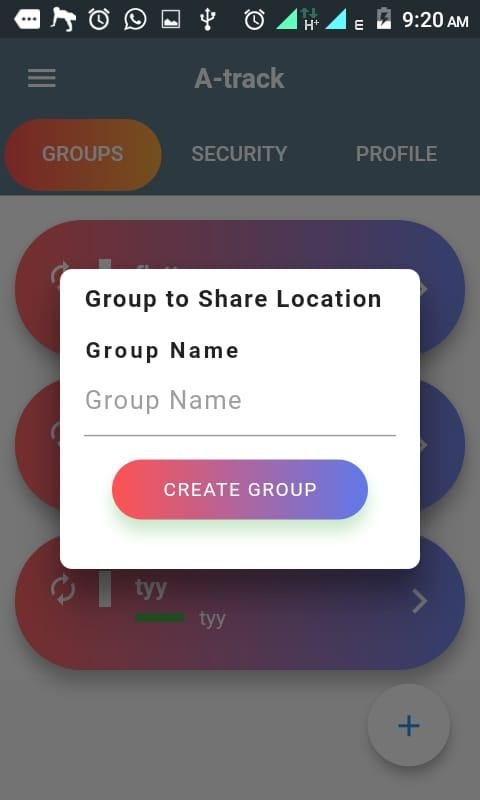 H+ E 9:20 AM
A-track
GROUPS SECURITY PROFILE
Group to Share Location
Group Name
Group Name
CREATE GROUP
tyy
tyy